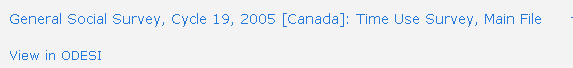 General Social Survey, Cycle 19, 2005 [Canada]: Time Use Survey, Main File
View in ODESI